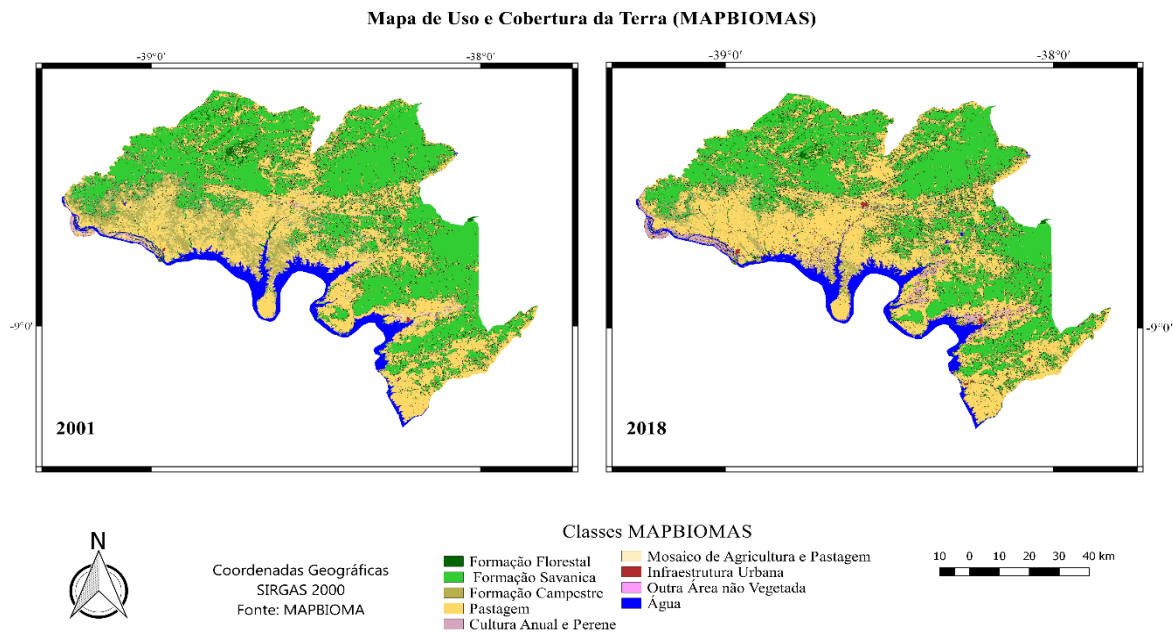 Mapa de Uso e Cobertura da Terra (MAPBIOMAS)
-39°0'
-38°0'
-39°0'
-38°0'
-9°0'
-9°0'
2001
2018
N
Coordenadas Geográficas
SIRGAS 2000
Fonte: MAPBIOMA
Classes MAPBIOMAS
Formação Florestal
Formação Savanica
Formação Campestre
Pastagem
Cultura Anual e Perene
Mosaico de Agricultura e Pastagem
Infraestrutura Urbana
Outra Área não Vegetada
Água
10 0 10 20 30 40 km